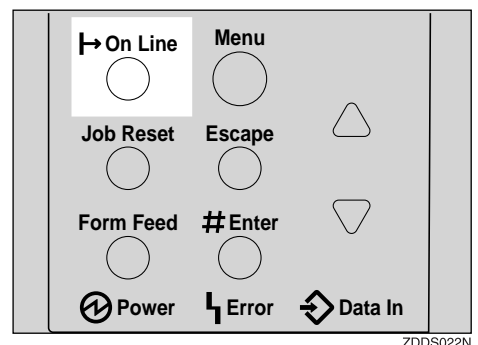 On Line Menu
Job Reset Escape
Form Feed # Enter
Power Error Data In
ZDDS022N